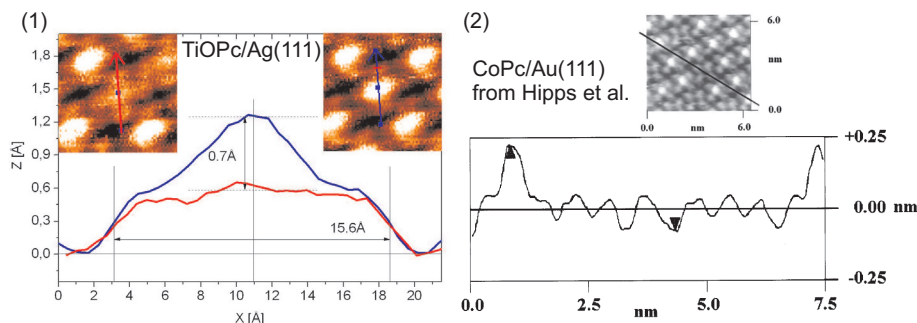 (1)
TiOPc/Ag(111)
Z [Å]
1.8
1.5
1.2
0.9
0.6
0.3
0,0
0.7Å
15.6Å
0 2 4 6 8 10 12 14 16 18 20
X [Å]
(2)
CoPc/Au(111)
from Hipps et al.
6.0
nm
0.0
0.0 nm 6.0
+0.25
0.00 nm
-0.25
0.0 2.5 5.0 7.5
nm